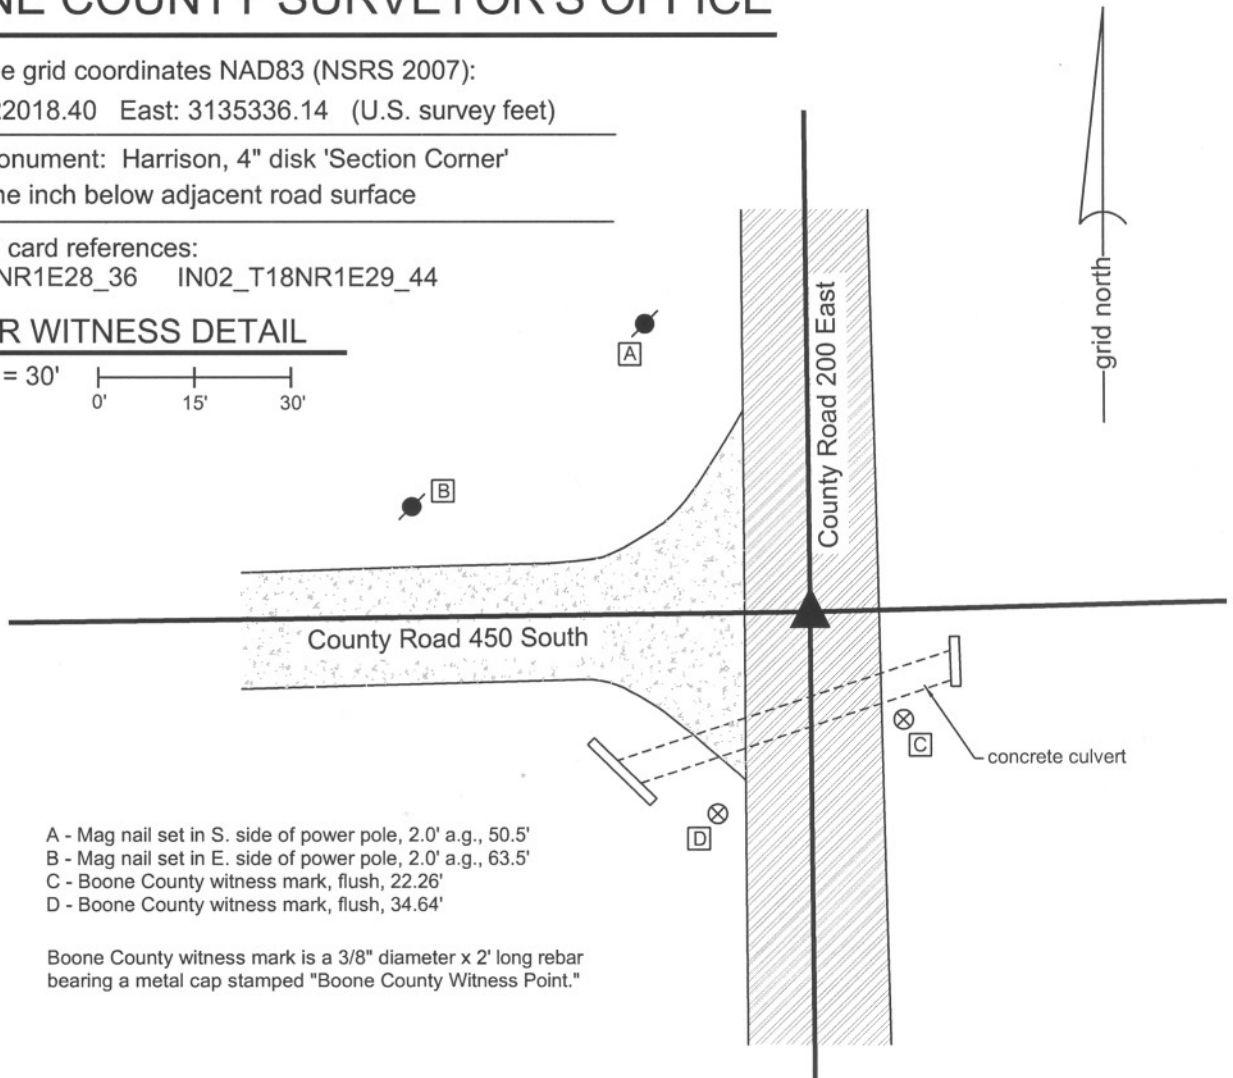 COUNTY SURVEYOR'S OFFICE
grid coordinates NAD83 (NSRS 2007):
2018.40 East: 3135336.14 (U.S. survey feet)
Harrison, 4" disk 'Section Corner'
inch below adjacent road surface
card references:
NR1E28_36 IN02_T18NR1E29_44
R WITNESS DETAIL
= 30'
0' 15' 30'
grid north
County Road 200 East
A
B
County Road 450 South
C
concrete culvert
D
A - Mag nail set in S. side of power pole, 2.0' a.g., 50.5'
B - Mag nail set in E. side of power pole, 2.0' a.g., 63.5'
C - Boone County witness mark, flush, 22.26'
D - Boone County witness mark, flush, 34.64'
Boone County witness mark is a 3/8" diameter x 2' long rebar
bearing a metal cap stamped "Boone County Witness Point."